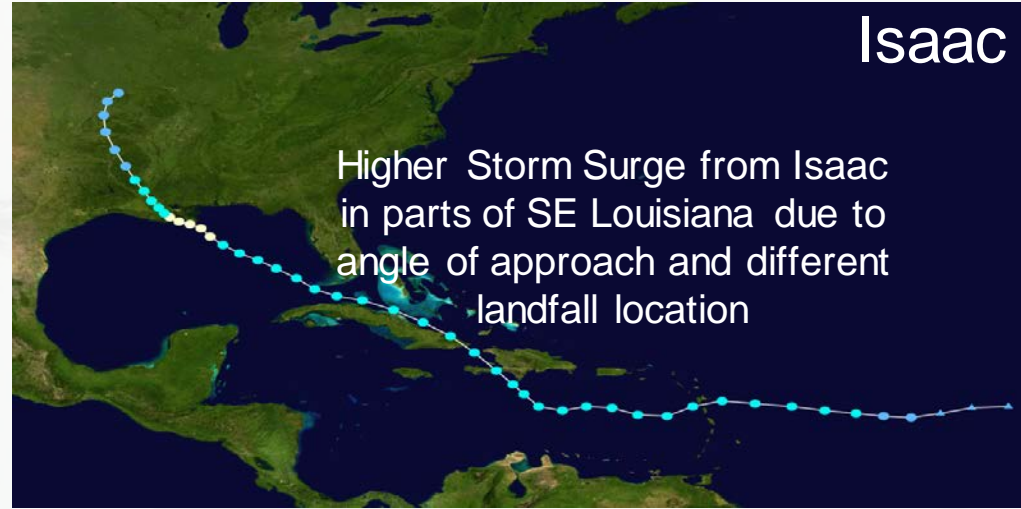 Isaac
Higher Storm Surge from Isaac
in parts of SE Louisiana due to
angle of approach and different
landfall location